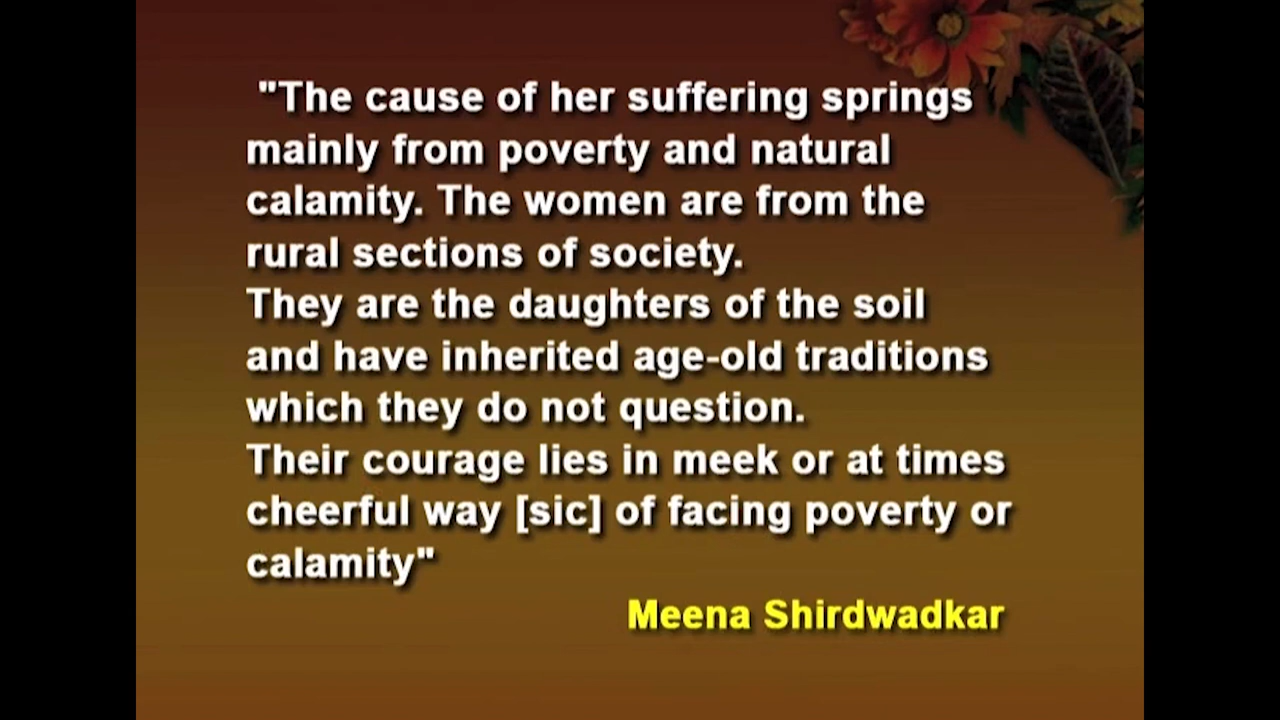 "The cause of her suffering springs
mainly from poverty and natural
calamity. The women are from the
rural sections of society.
They are the daughters of the soil
and have inherited age-old traditions
which they do not question.
Their courage lies in meek or at times
cheerful way [sic] of facing poverty or
calamity"
Meena Shirdwadkar